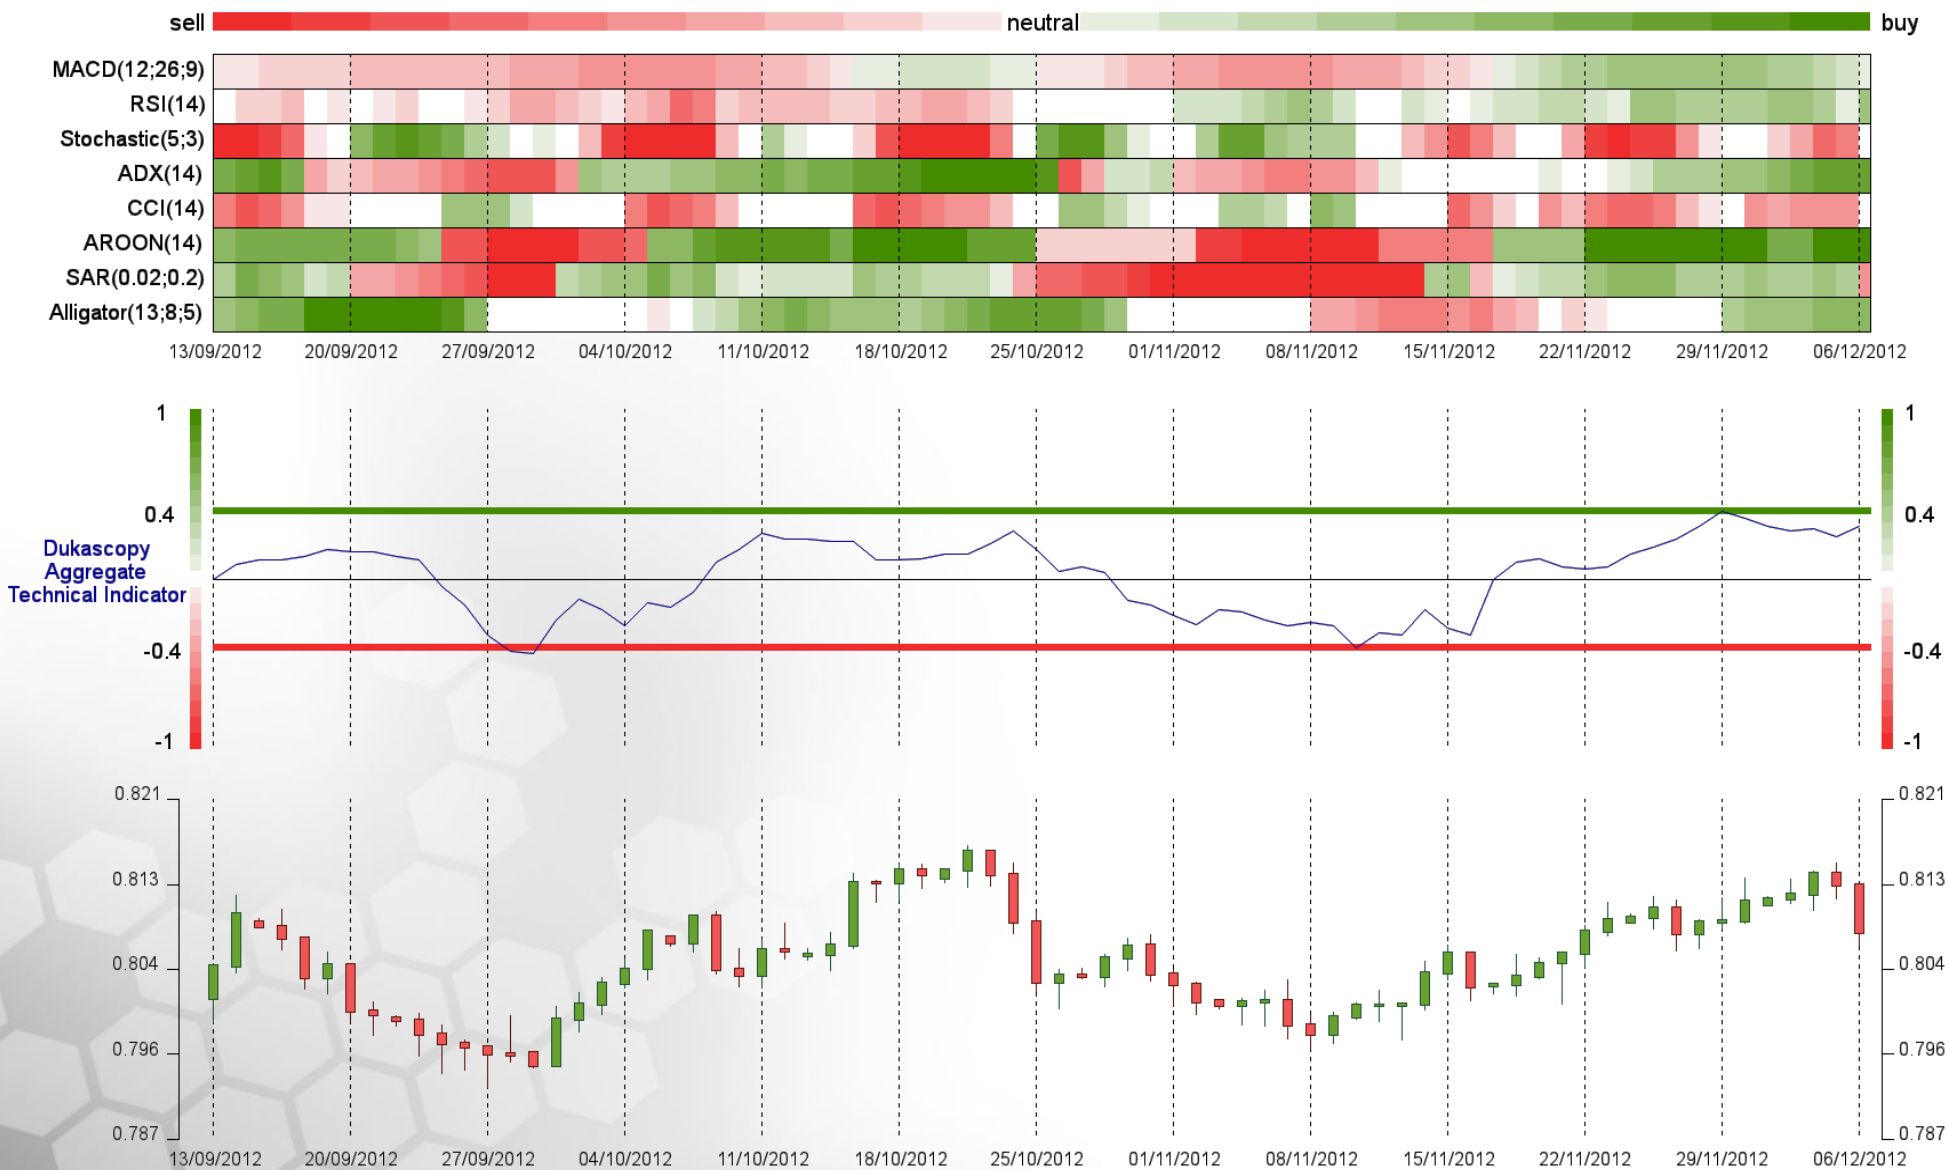 sell neutral buy
MACD(12;26;9)
RSI(14)
Stochastic(5;3)
ADX(14)
CCI(14)
AROON(14)
SAR(0.02;0.2)
Alligator(13;8;5)
13/09/2012 20/09/2012 27/09/2012 04/10/2012 11/10/2012 18/10/2012 25/10/2012 01/11/2012 08/11/2012 15/11/2012 22/11/2012 29/11/2012 06/12/2012
1 1
0.4 0.4
Dukascopy
Aggregate
Technical Indicator
-0.4 -0.4
-1 -1
0.821 0.821
0.813 0.813
0.804 0.804
0.796 0.796
0.787 0.787
13/09/2012 20/09/2012 27/09/2012 04/10/2012 11/10/2012 18/10/2012 25/10/2012 01/11/2012 08/11/2012 15/11/2012 22/11/2012 29/11/2012 06/12/2012